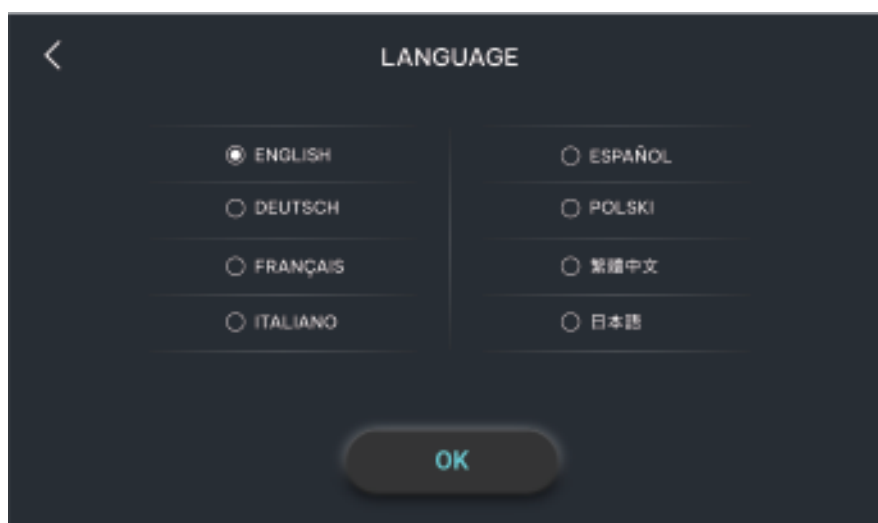 LANGUAGE
ENGLISH
DEUTSCH
FRANÇAIS
ITALIANO
ESPAÑOL
POLSKI
繁體中文
日本語
OK